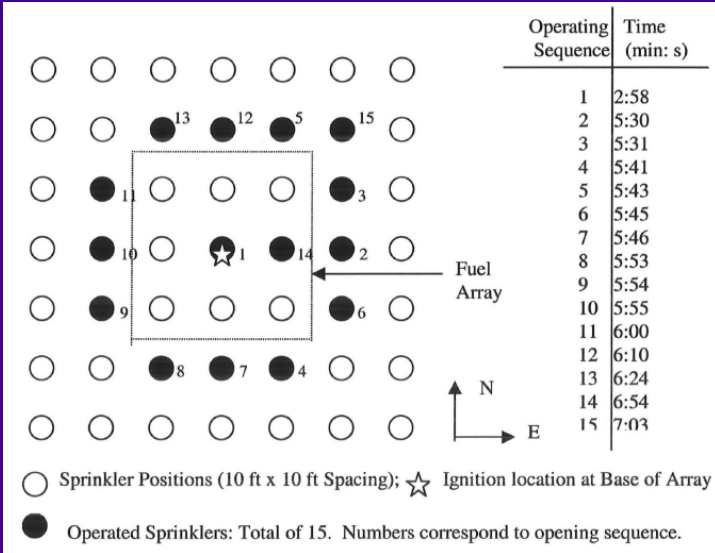 Operating Time
Sequence (min: s)
1 2:58
2 5:30
3 5:31
4 5:41
5 5:43
6 5:45
7 5:46
8 5:53
9 5:54
10 5:55
11 6:00
12 6:10
13 6:24
14 6:54
15 7:03
13 12 5 15
11 3
10 1 14 2
9 6
8 7 4
Fuel
Array
N
E
Sprinkler Positions (10 ft x 10 ft Spacing); Ignition location at Base of Array
Operated Sprinklers: Total of 15. Numbers correspond to opening sequence.